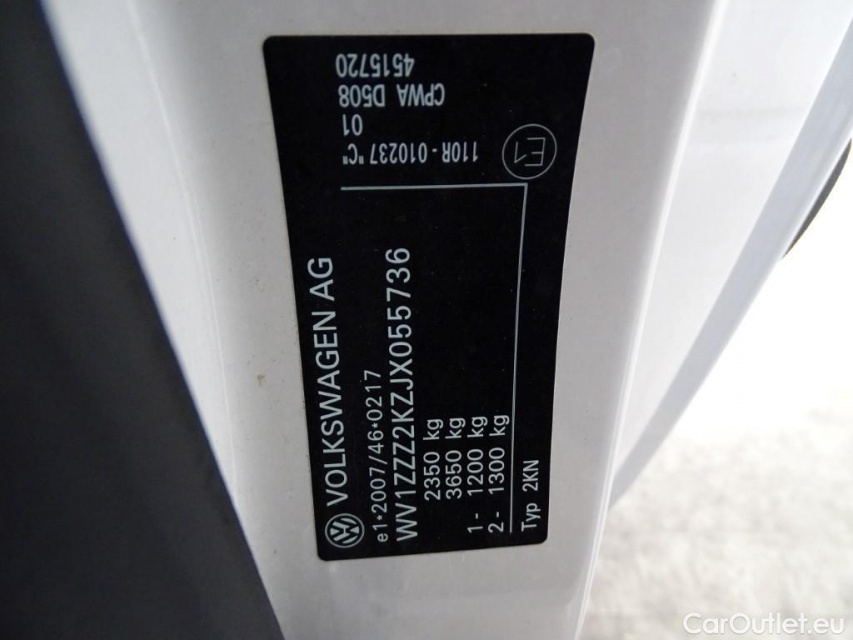 VOLKSWAGEN AG
e1*2007/46*0217
WV1ZZZ2KZJX055736
2350 kg
3650 kg
1 - 1200 kg
2 - 1300 kg
Typ 2KN
E1
110R - 010237 "C"
01
CPWA D508
4515720
CarOutlet.eu